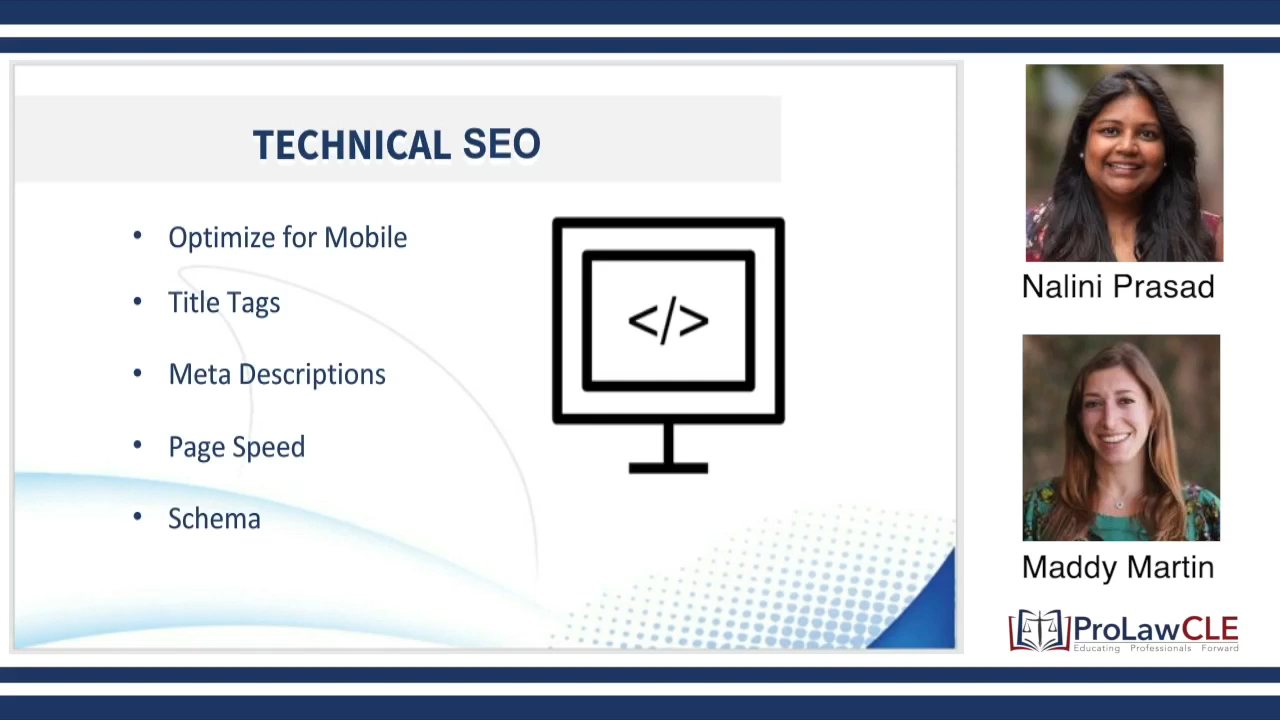 TECHNICAL SEO
• Optimize for Mobile
• Title Tags
• Meta Descriptions
• Page Speed
• Schema
</>
Nalini Prasad
Maddy Martin
ProLawCLE
Educating Professionals Forward